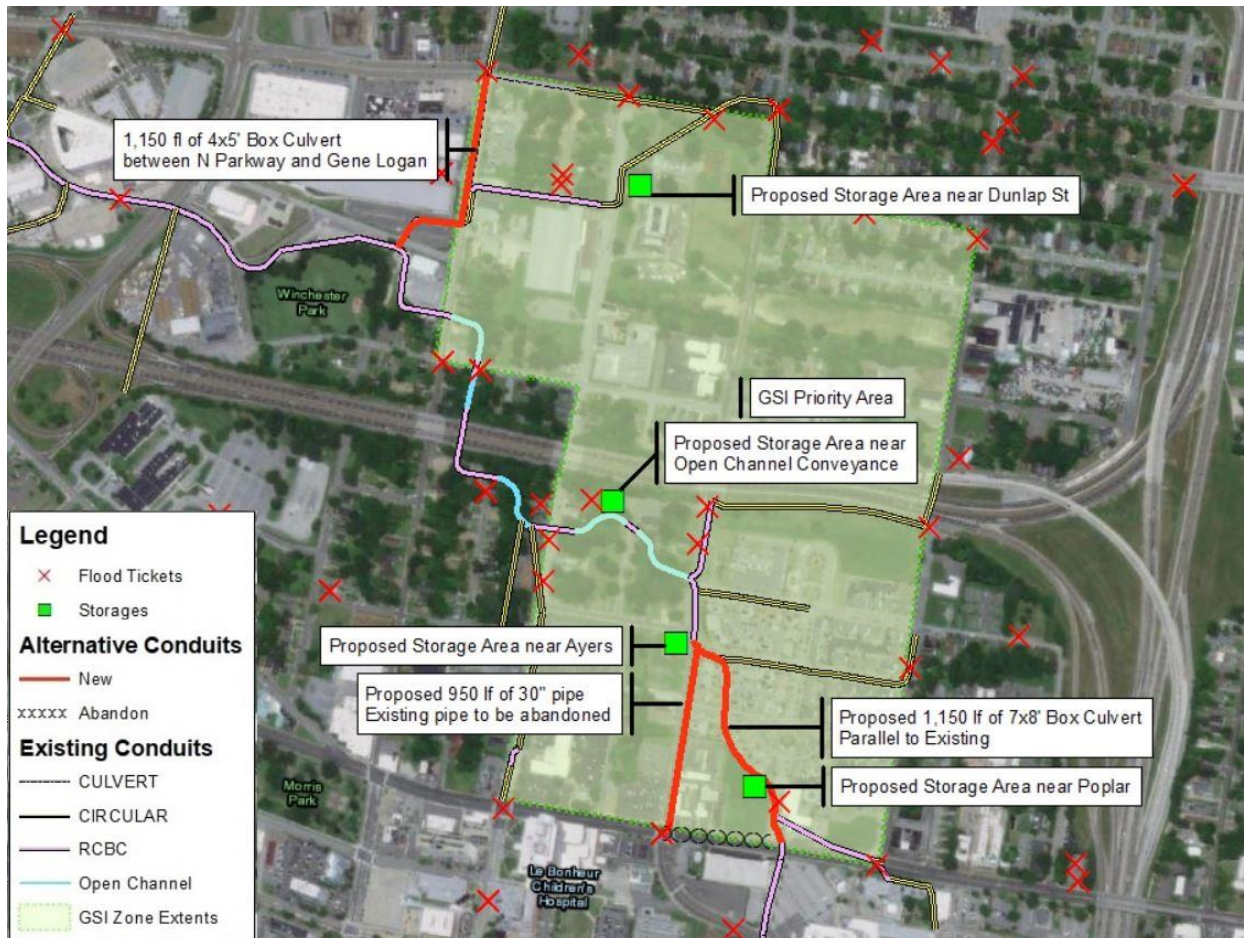 1,150 fl of 4x5' Box Culvert
between N Parkway and Gene Logan
Proposed Storage Area near Dunlap St
Winchester
Park
GSI Priority Area
Proposed Storage Area near
Open Channel Conveyance
Proposed Storage Area near Ayers
Proposed 950 lf of 30" pipe
Existing pipe to be abandoned
Proposed 1,150 lf of 7x8' Box Culvert
Parallel to Existing
Proposed Storage Area near Poplar
Morris
Park
Le Bonheur
Children's
Hospital
Legend
Flood Tickets
Storages
Alternative Conduits
New
Abandon
Existing Conduits
CULVERT
CIRCULAR
RCBC
Open Channel
GSI Zone Extents